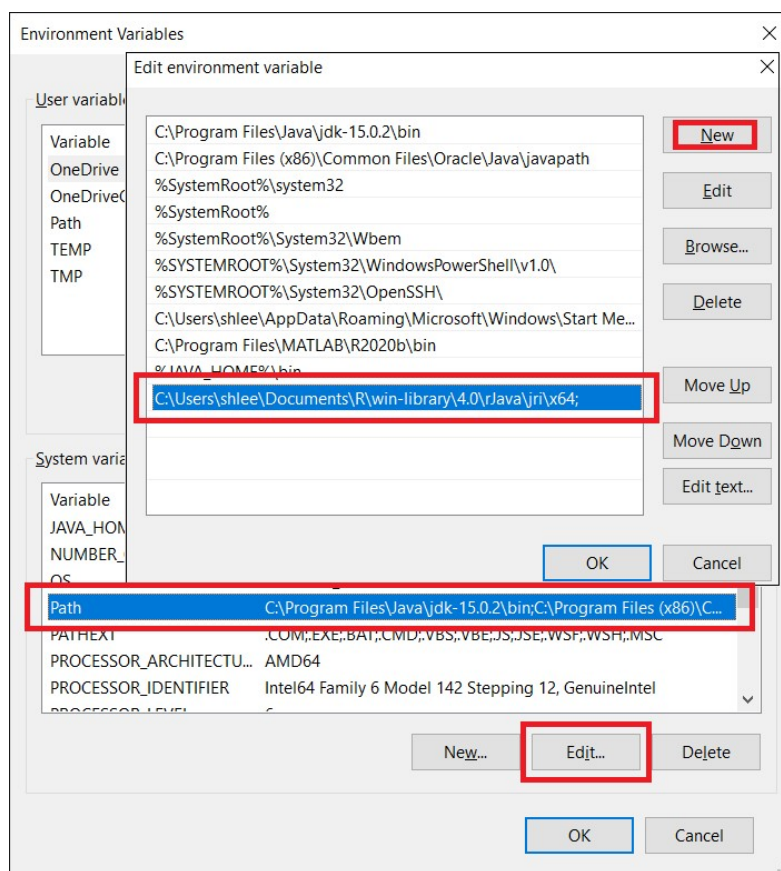 Environment Variables
Edit environment variable
User variabl
Variable
OneDrive
OneDrive
Path
TEMP
TMP
C:\Program Files\Java\jdk-15.0.2\bin
C:\Program Files (x86)\Common Files\Oracle\Java\javapath
%SystemRoot%\system32
%SystemRoot%
%SystemRoot%\System32\Wbem
%SYSTEMROOT%\System32\WindowsPowerShell\v1.0\
%SYSTEMROOT%\System32\OpenSSH\
C:\Users\shlee\AppData\Roaming\Microsoft\Windows\Start Me...
C:\Program Files\MATLAB\R2020b\bin
%JAVA_HOME%\bin
C:\Users\shlee\Documents\R\win-library\4.0\rJava\jri\x64;
New
Edit
Browse...
Delete
Move Up
Move Down
Edit text...
OK Cancel
System varia
Variable
JAVA_HOM
NUMBER_
OS
Path C:\Program Files\Java\jdk-15.0.2\bin;C:\Program Files (x86)\C...
PATHEXT .COM;.EXE;.BAT;.CMD;.VBS;.VBE;.JS;.JSE;.WSF;.WSH;.MSC
PROCESSOR_ARCHITECTU... AMD64
PROCESSOR_IDENTIFIER Intel64 Family 6 Model 142 Stepping 12, GenuineIntel
PROCESSOR_LEVEL 6
New... Edit... Delete
OK Cancel